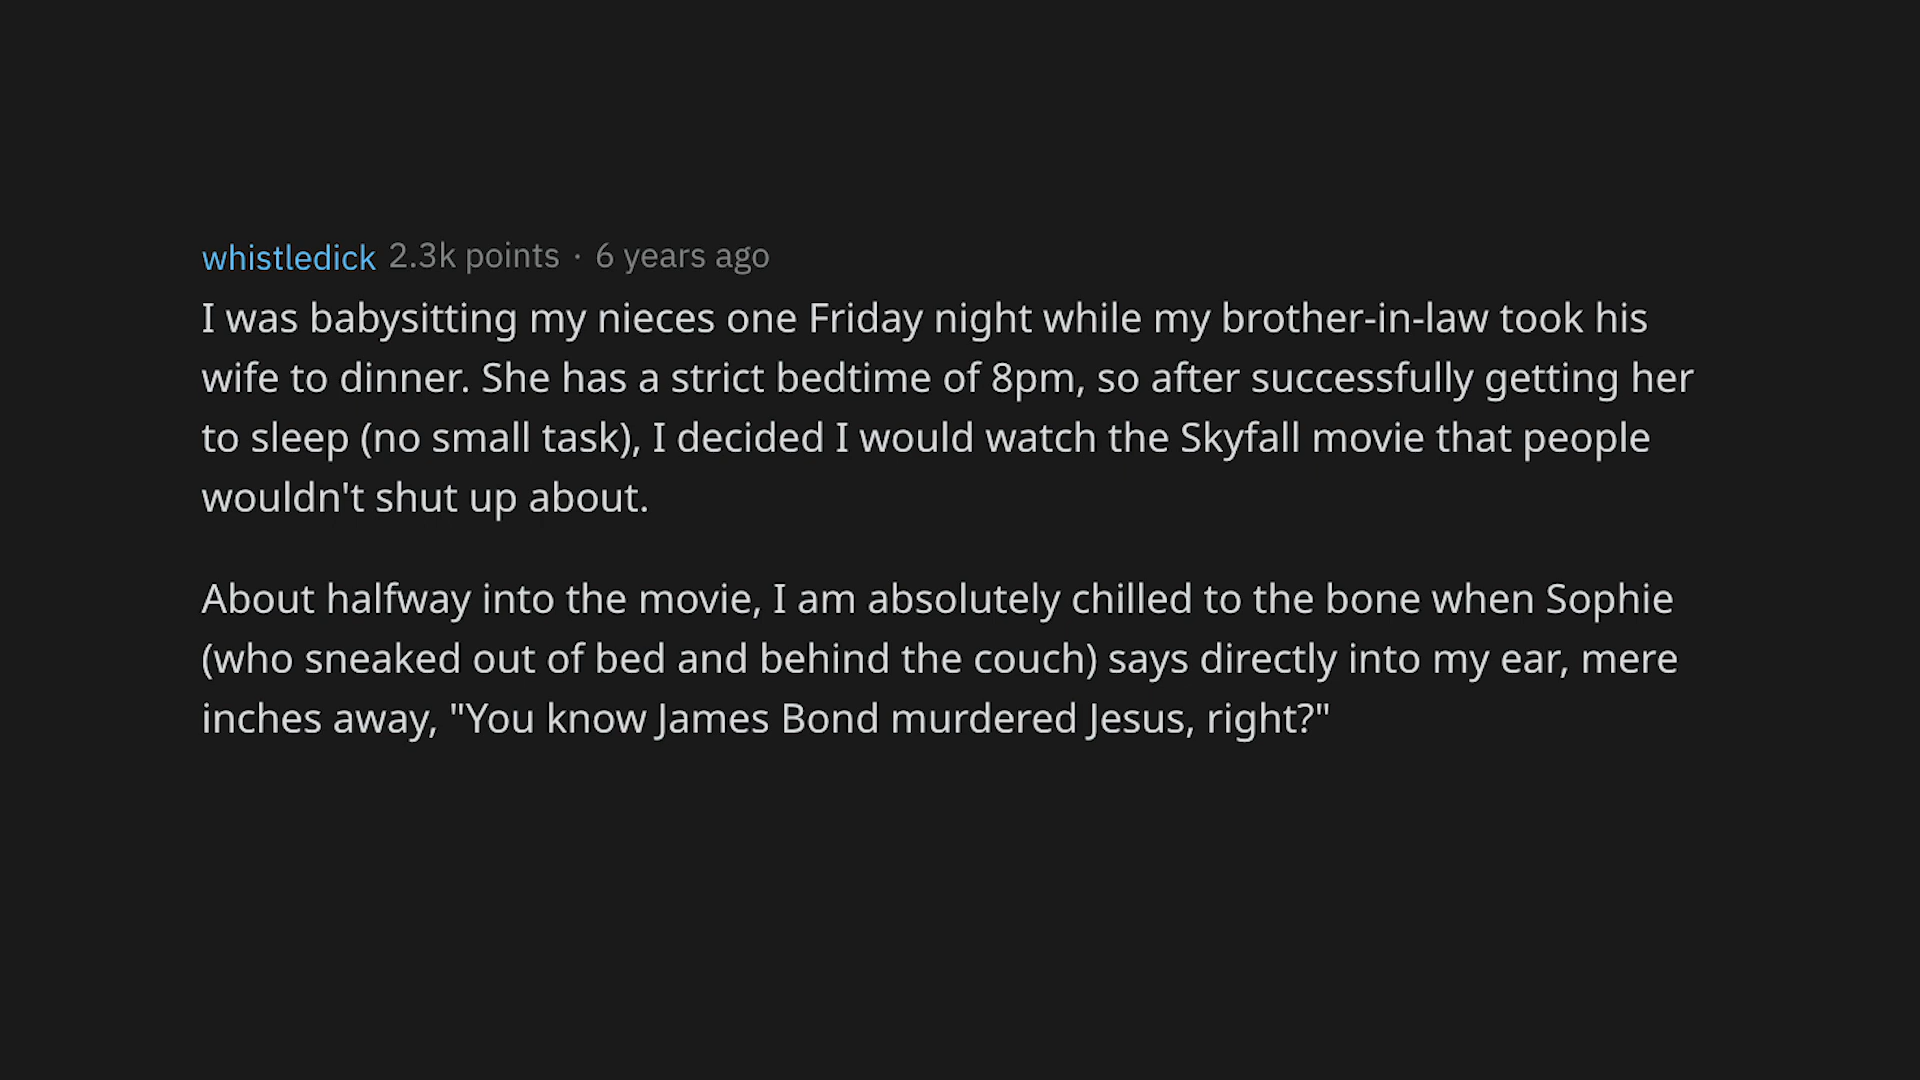 whistledick 2.3k points · 6 years ago
I was babysitting my nieces one Friday night while my brother-in-law took his
wife to dinner. She has a strict bedtime of 8pm, so after successfully getting her
to sleep (no small task), I decided I would watch the Skyfall movie that people
wouldn't shut up about.
About halfway into the movie, I am absolutely chilled to the bone when Sophie
(who sneaked out of bed and behind the couch) says directly into my ear, mere
inches away, "You know James Bond murdered Jesus, right?"